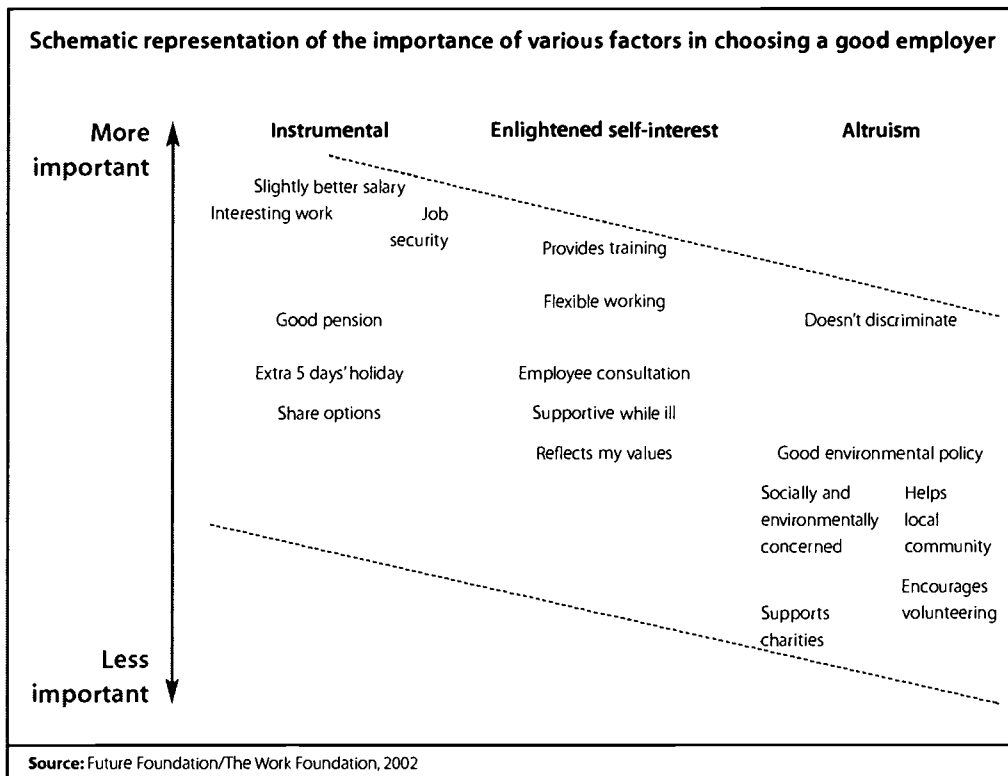 Schematic representation of the importance of various factors in choosing a good employer
More
important
Instrumental
Enlightened self-interest
Altruism
Slightly better salary
Interesting work
Job
security
Provides training
Flexible working
Good pension
Doesn't discriminate
Extra 5 days' holiday
Employee consultation
Share options
Supportive while ill
Reflects my values
Good environmental policy
Socially and
environmentally
concerned
Helps
local
community
Encourages
volunteering
Supports
charities
Less
important
Source: Future Foundation/The Work Foundation, 2002